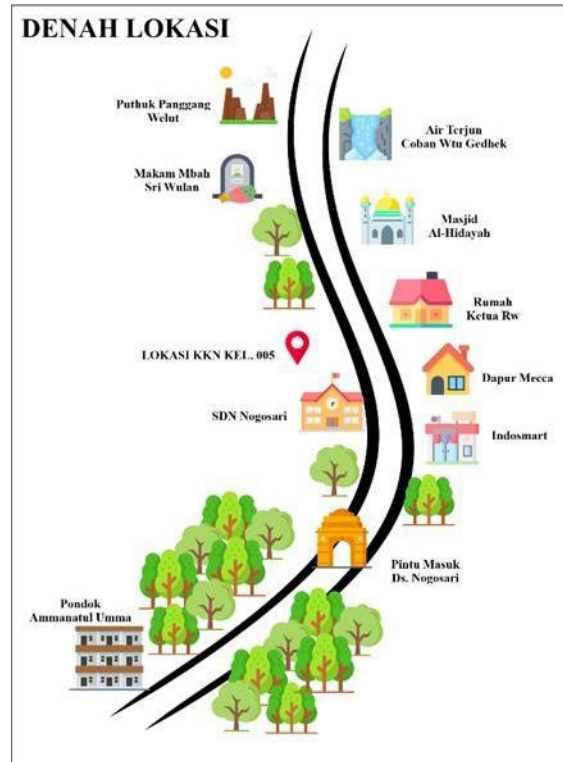 DENAH LOKASI
Puthuk Panggang
Welut
Air Terjun
Coban Wtu Gedhek
Makam Mbah
Sri Wulan
Masjid
Al-Hidayah
Rumah
Ketua Rw
LOKASI KKN KEL. 005
Dapur Mecca
SDN Nogosari
Indosmart
Pintu Masuk
Ds. Nogosari
Pondok
Ammanatul Umma